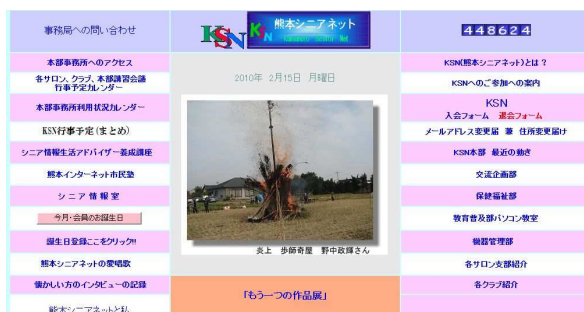 事務局への問い合わせ
KSN
KN
熊本シニアネット
448624
本部事務所へのアクセス
各サロン、クラブ、本部講習会議
行事予定カレンダー
本部事務所利用状況カレンダー
KSN行事予定(まとめ)
シニア情報生活アドバイザー養成講座
熊本インターネット市民塾
シニア情報室
今月・会員のお誕生日
誕生日登録ここをクリック!!
熊本シニアネットの愛唱歌
懐かしい方のインタビューの記録
熊本シニアネットと私
2010年 2月15日 月曜日
炎上 歩師奇屋 野中政輝さん
「もう一つの作品展」
KSN(熊本シニアネット)とは?
KSNへのご参加への案内
KSN
入会フォーム 退会フォーム
メールアドレス変更届 兼 住所変更届け
KSN本部 最近の動き
交流企画部
保健福祉部
教育普及部パソコン教室
機器管理部
各サロン支部紹介
各クラブ紹介